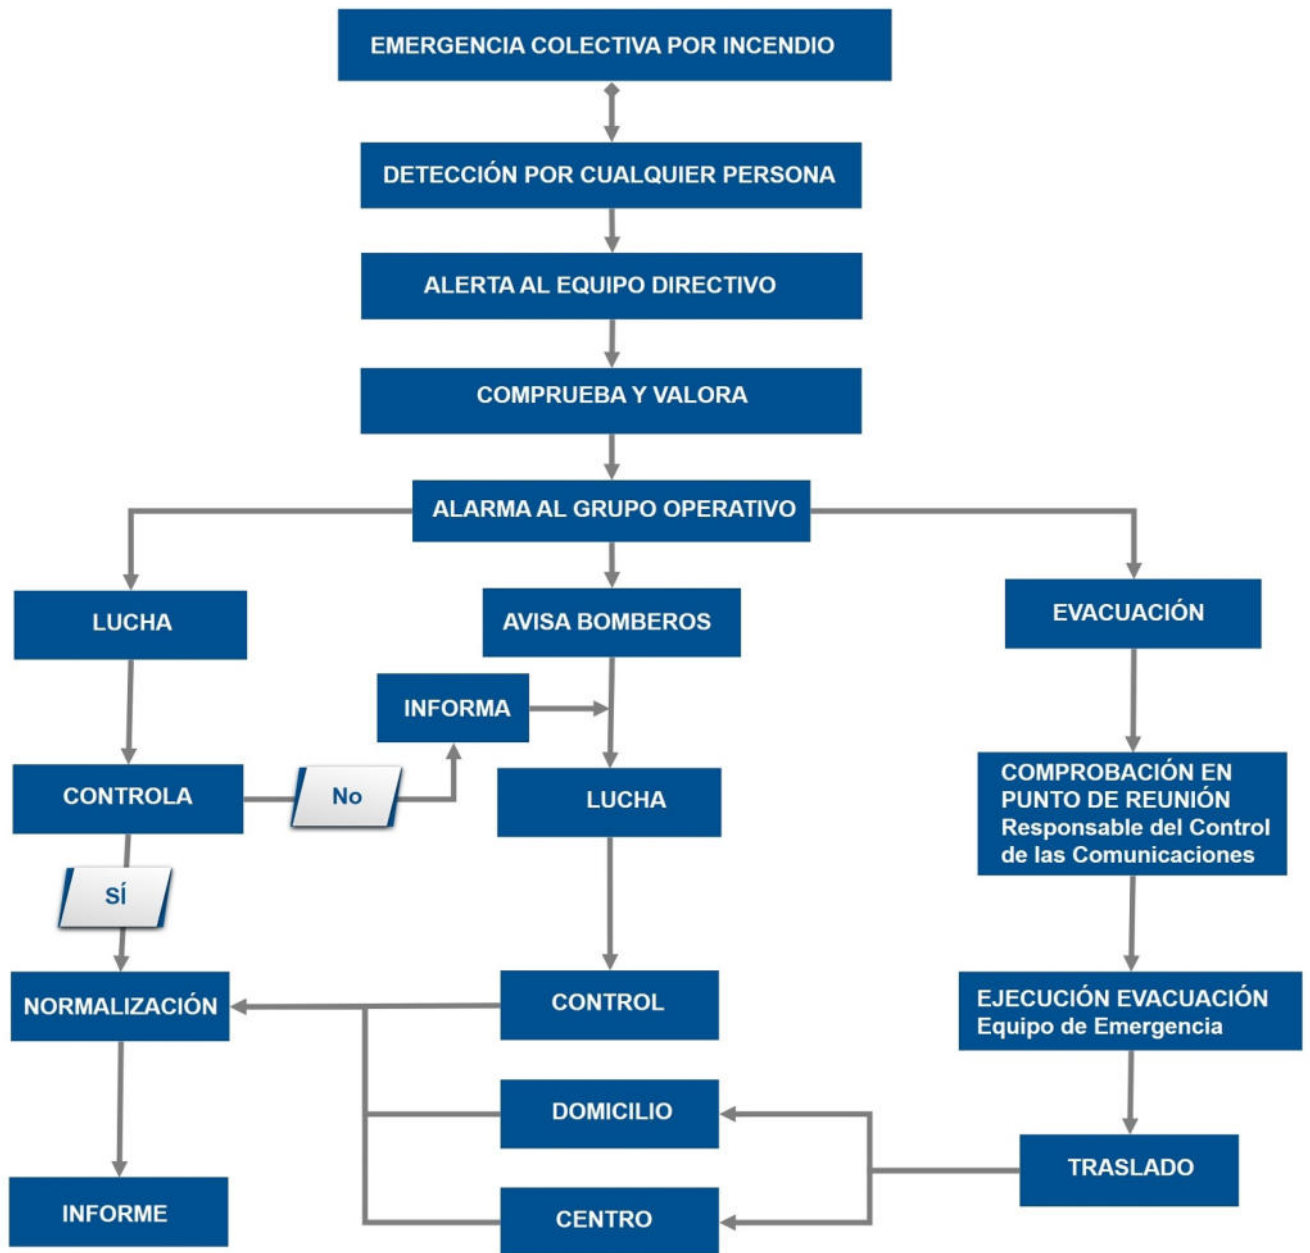 EMERGENCIA COLECTIVA POR INCENDIO
DETECCIÓN POR CUALQUIER PERSONA
ALERTA AL EQUIPO DIRECTIVO
COMPRUEBA Y VALORA
ALARMA AL GRUPO OPERATIVO
LUCHA
AVISA BOMBEROS
EVACUACIÓN
INFORMA
CONTROLA
No
LUCHA
COMPROBACIÓN EN
PUNTO DE REUNIÓN
Responsable del Control
de las Comunicaciones
SÍ
NORMALIZACIÓN
CONTROL
EJECUCIÓN EVACUACIÓN
Equipo de Emergencia
DOMICILIO
TRASLADO
INFORME
CENTRO